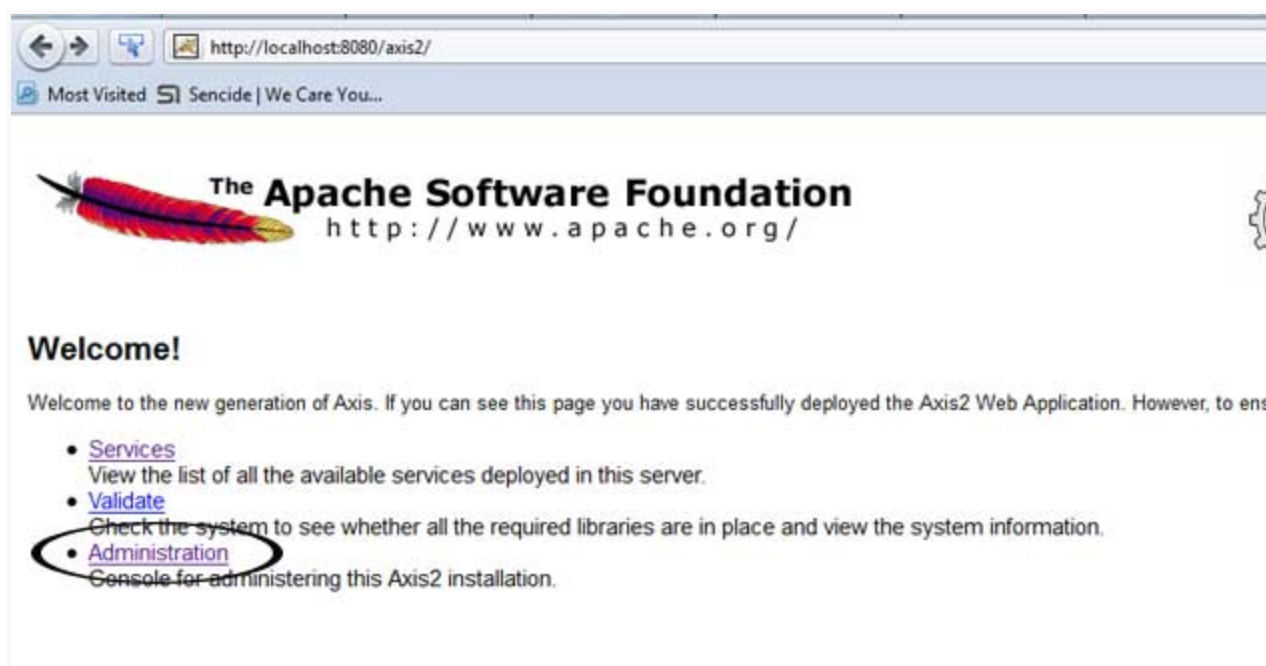 http://localhost:8080/axis2/
Most Visited Sencide | We Care You...
The Apache Software Foundation
http://www.apache.org/
Welcome!
Welcome to the new generation of Axis. If you can see this page you have successfully deployed the Axis2 Web Application. However, to ens
Services
View the list of all the available services deployed in this server.
Validate
Check the system to see whether all the required libraries are in place and view the system information.
Administration
Console for administering this Axis2 installation.